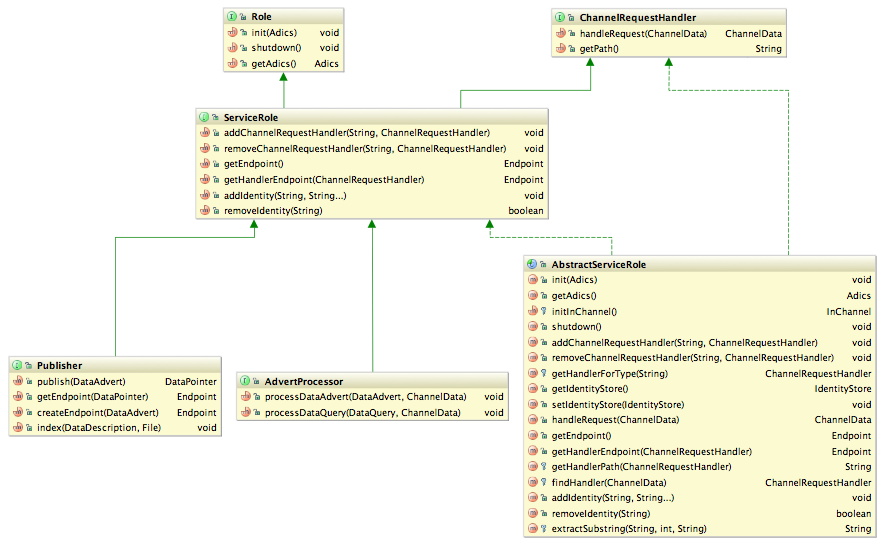 Role
init(Adics) void
shutdown() void
getAdics() Adics
ChannelRequestHandler
handleRequest(ChannelData) ChannelData
getPath() String
ServiceRole
addChannelRequestHandler(String, ChannelRequestHandler) void
removeChannelRequestHandler(String, ChannelRequestHandler) void
getEndpoint() Endpoint
getHandlerEndpoint(ChannelRequestHandler) Endpoint
addIdentity(String, String...) void
removeIdentity(String) boolean
Publisher
publish(DataAdvert) DataPointer
getEndpoint(DataPointer) Endpoint
createEndpoint(DataAdvert) Endpoint
index(DataDescription, File) void
AdvertProcessor
processDataAdvert(DataAdvert, ChannelData) void
processDataQuery(DataQuery, ChannelData) void
AbstractServiceRole
init(Adics) void
getAdics() Adics
initInChannel() InChannel
shutdown() void
addChannelRequestHandler(String, ChannelRequestHandler) void
removeChannelRequestHandler(String, ChannelRequestHandler) void
getHandlerForType(String) ChannelRequestHandler
getIdentityStore() IdentityStore
setIdentityStore(IdentityStore) void
handleRequest(ChannelData) ChannelData
getEndpoint() Endpoint
getHandlerEndpoint(ChannelRequestHandler) Endpoint
getHandlerPath(ChannelRequestHandler) String
findHandler(ChannelData) ChannelRequestHandler
addIdentity(String, String...) void
removeIdentity(String) boolean
extractSubstring(String, int, String) String